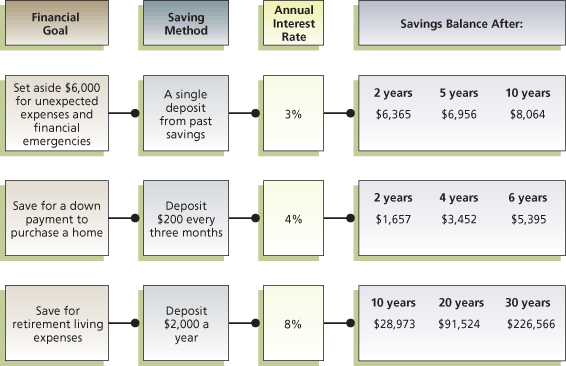 Financial
Goal
Saving
Method
Annual
Interest
Rate
Savings Balance After:
Set aside $6,000
for unexpected
expenses and
financial
emergencies
A single
deposit
from past
savings
3%
2 years 5 years 10 years
$6,365 $6,956 $8,064
Save for a down
payment to
purchase a home
Deposit
$200 every
three months
4%
2 years 4 years 6 years
$1,657 $3,452 $5,395
Save for
retirement living
expenses
Deposit
$2,000 a
year
8%
10 years 20 years 30 years
$28,973 $91,524 $226,566